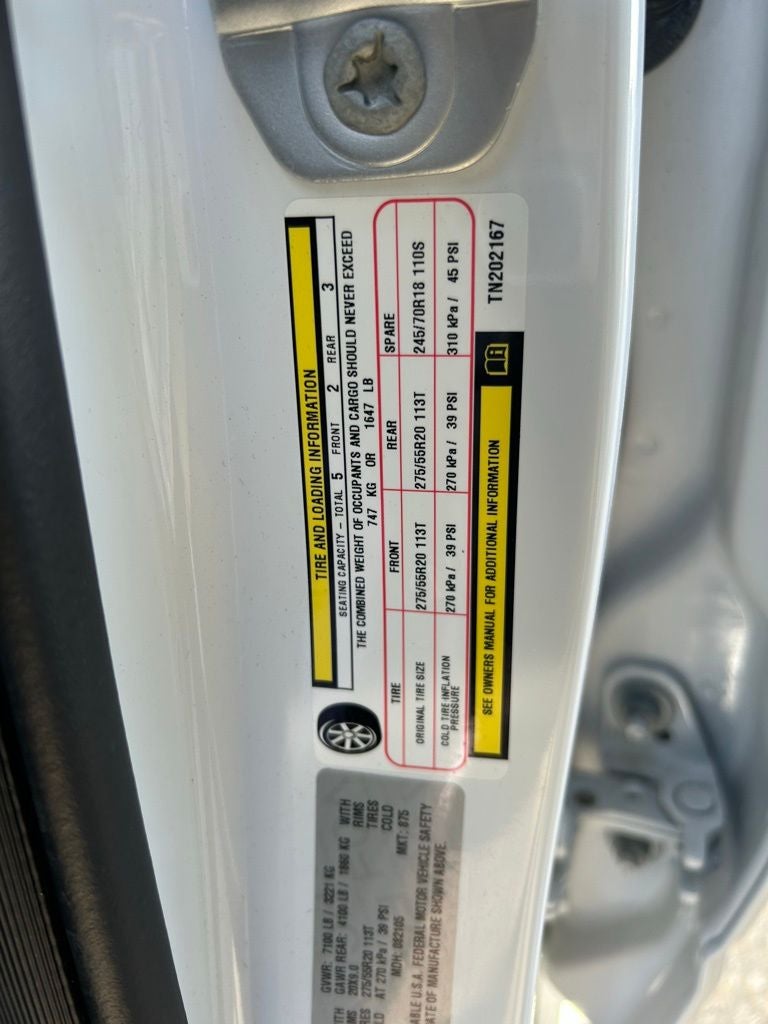 TIRE AND LOADING INFORMATION
SEATING CAPACITY – TOTAL 5 FRONT 2 REAR 3
THE COMBINED WEIGHT OF OCCUPANTS AND CARGO SHOULD NEVER EXCEED
747 KG OR 1647 LB
TIRE FRONT REAR SPARE
ORIGINAL TIRE SIZE 275/55R20 113T 275/55R20 113T 245/70R18 110S
COLD TIRE INFLATION PRESSURE 270 kPa / 39 PSI 270 kPa / 39 PSI 310 kPa / 45 PSI
SEE OWNERS MANUAL FOR ADDITIONAL INFORMATION
TN202167
GVWR: 7100 LB / 3221 KG
GAWR REAR: 4100 LB / 1860 KG WITH
20X9.0 RIMS
275/55R20 113T TIRES
AT 270 kPa / 39 PSI COLD
MDH: 082105 MKT: 875
U.S.A. FEDERAL MOTOR VEHICLE SAFETY
OF MANUFACTURE SHOWN ABOVE.